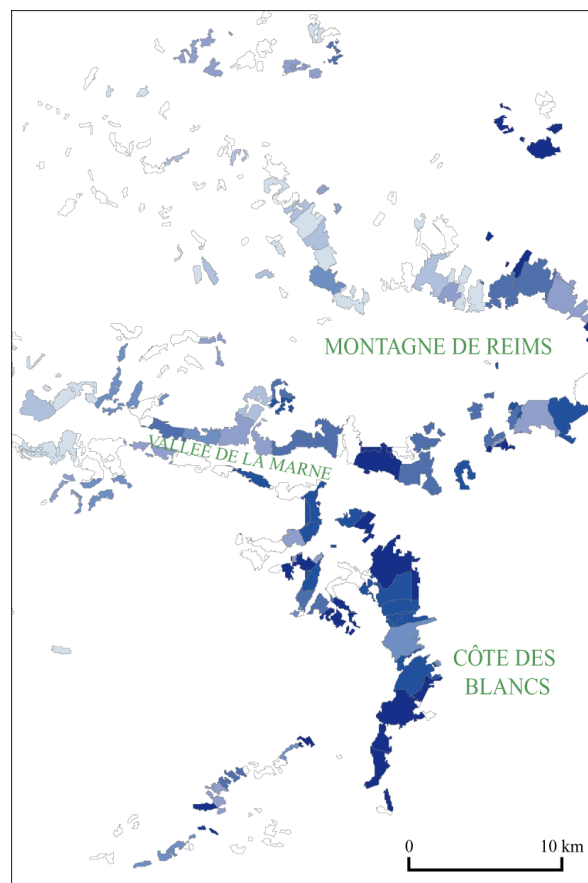 MONTAGNE DE REIMS
VALLÉE DE LA MARNE
CÔTE DES
BLANCS
0 10 km